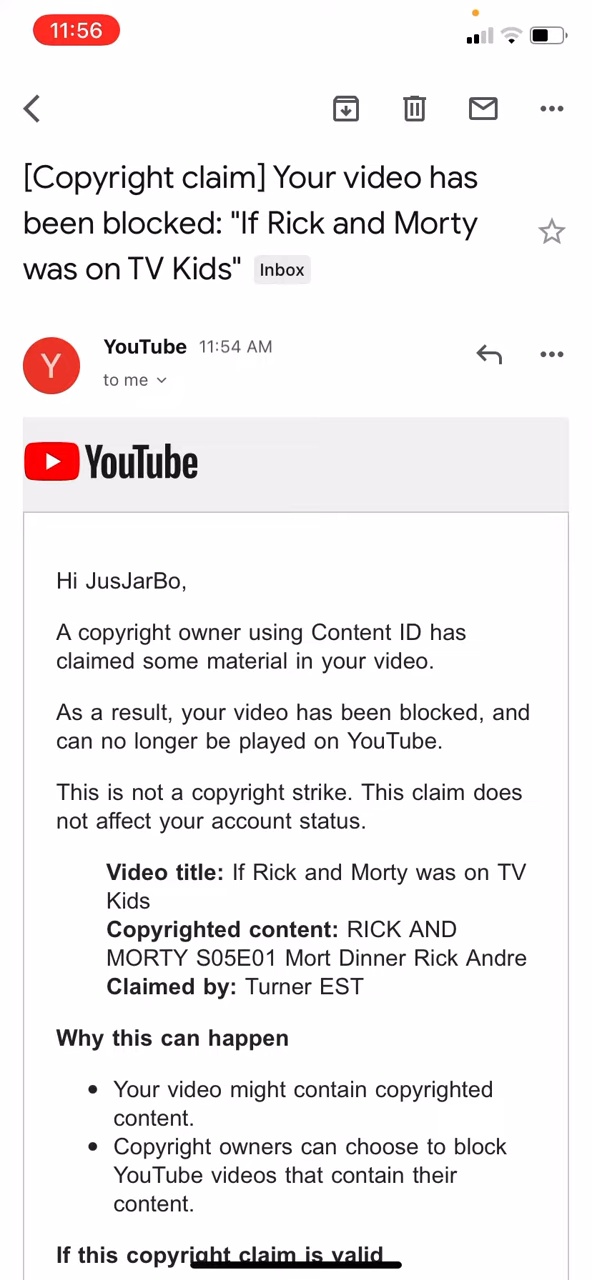 11:56
[Copyright claim] Your video has
been blocked: "If Rick and Morty
was on TV Kids" Inbox
Y
YouTube 11:54 AM
to me
YouTube
Hi JusJarBo,
A copyright owner using Content ID has
claimed some material in your video.
As a result, your video has been blocked, and
can no longer be played on YouTube.
This is not a copyright strike. This claim does
not affect your account status.
Video title: If Rick and Morty was on TV
Kids
Copyrighted content: RICK AND
MORTY S05E01 Mort Dinner Rick Andre
Claimed by: Turner EST
Why this can happen
• Your video might contain copyrighted
content.
• Copyright owners can choose to block
YouTube videos that contain their
content.
If this copyright claim is valid